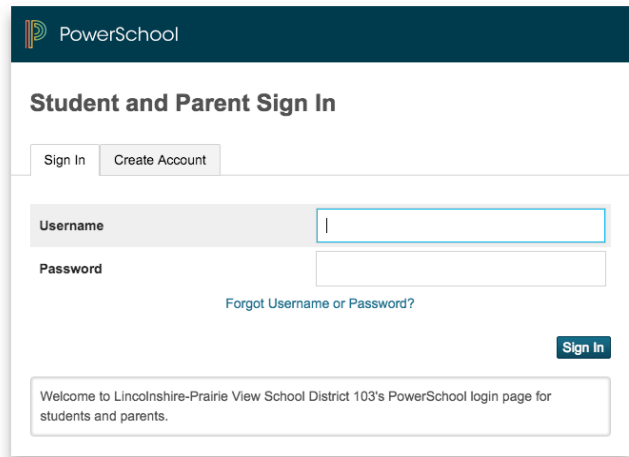 PowerSchool
Student and Parent Sign In
Sign In
Create Account
Username
Password
Forgot Username or Password?
Sign In
Welcome to Lincolnshire-Prairie View School District 103's PowerSchool login page for
students and parents.